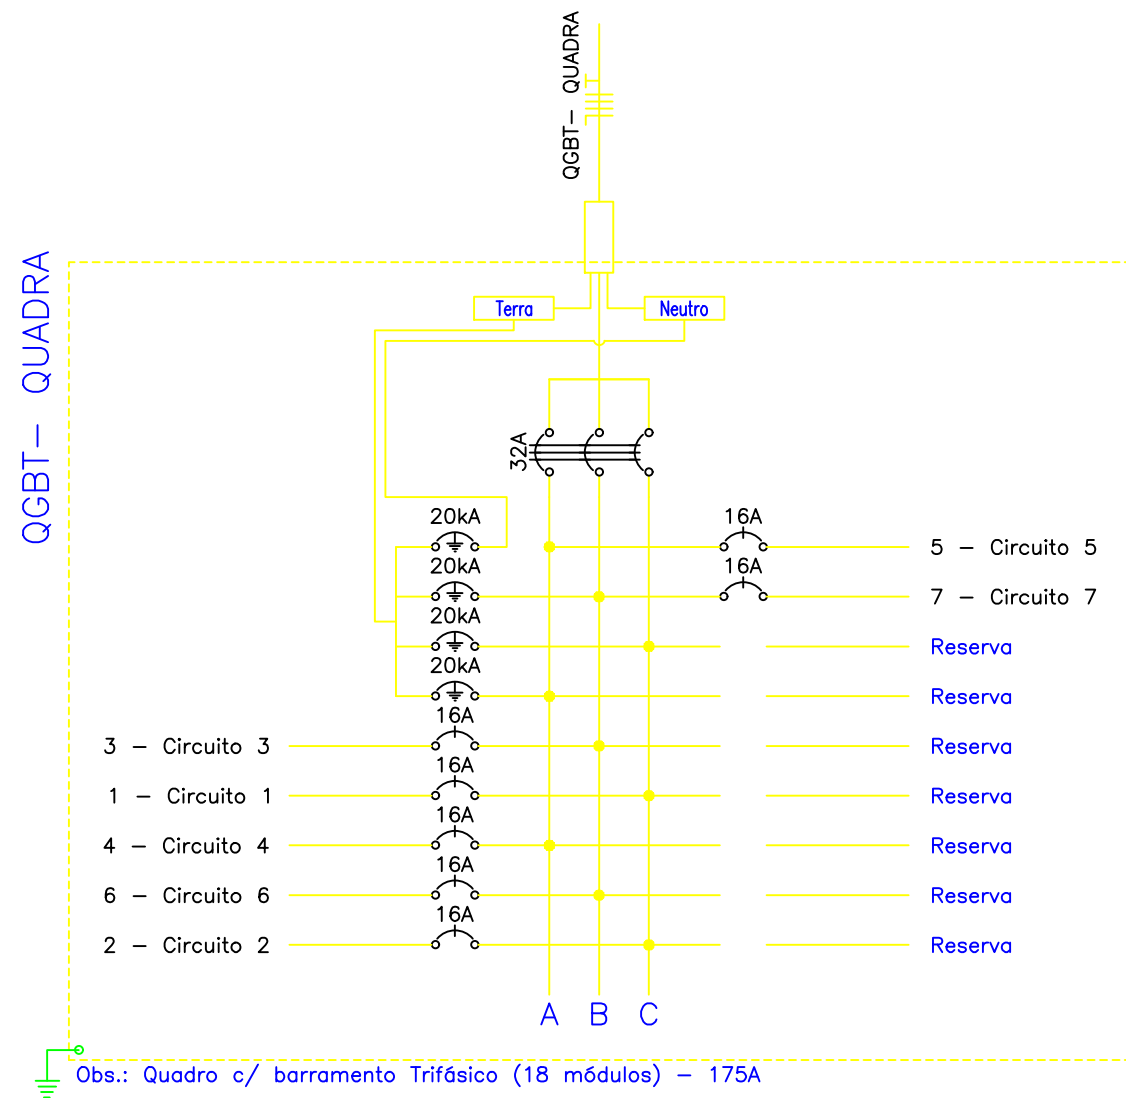 QGBT- QUADRA
QGBT- QUADRA
Terra
Neutro
32A
20kA
16A
5 - Circuito 5
20kA
16A
7 - Circuito 7
20kA
Reserva
20kA
Reserva
16A
3 - Circuito 3
Reserva
16A
1 - Circuito 1
Reserva
16A
4 - Circuito 4
Reserva
16A
6 - Circuito 6
Reserva
16A
2 - Circuito 2
Reserva
A B C
Obs.: Quadro c/ barramento Trifásico (18 módulos) - 175A